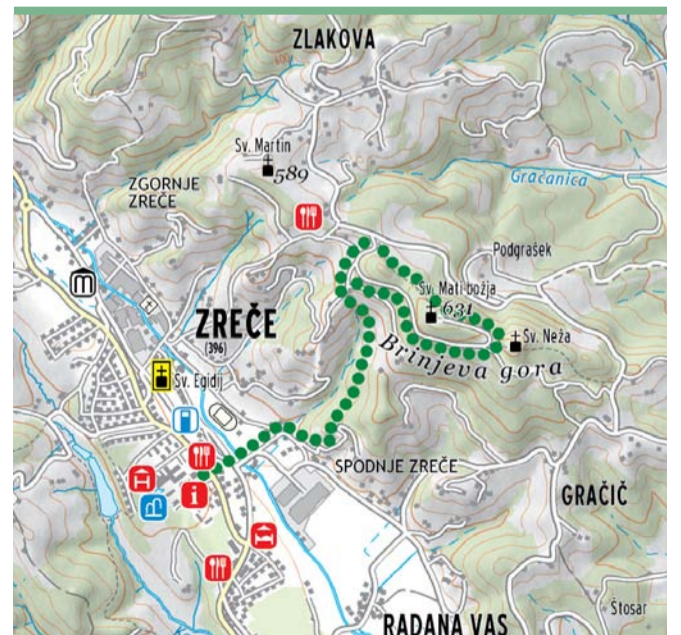 ZLAKOVA
600
Sv. Martin
589
ZGORNJE
ZREČE
Gračanica
Podgrašek
Sv. Mati božja
631
ZREČE
(396)
Sv. Neža
Brinjeva gora
Sv. Egidij
SPODNJE ZREČE
GRAČIČ
i
Štosar
RADANA VAS